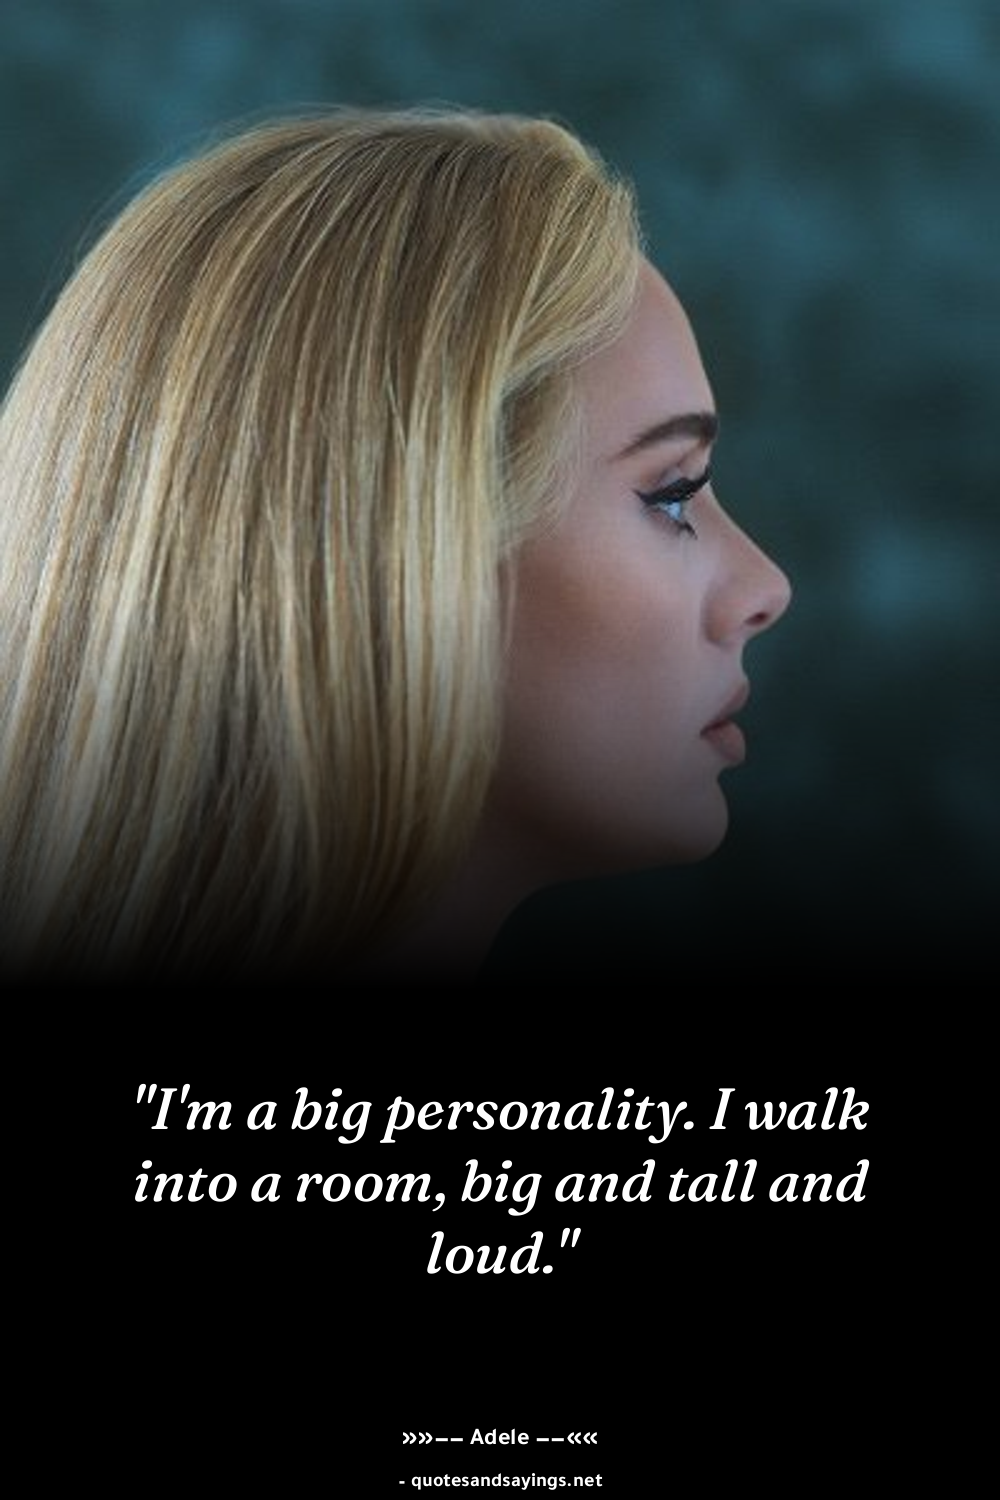 "I'm a big personality. I walk
into a room, big and tall and
loud."
»»–– Adele ––««
- quotesandsayings.net